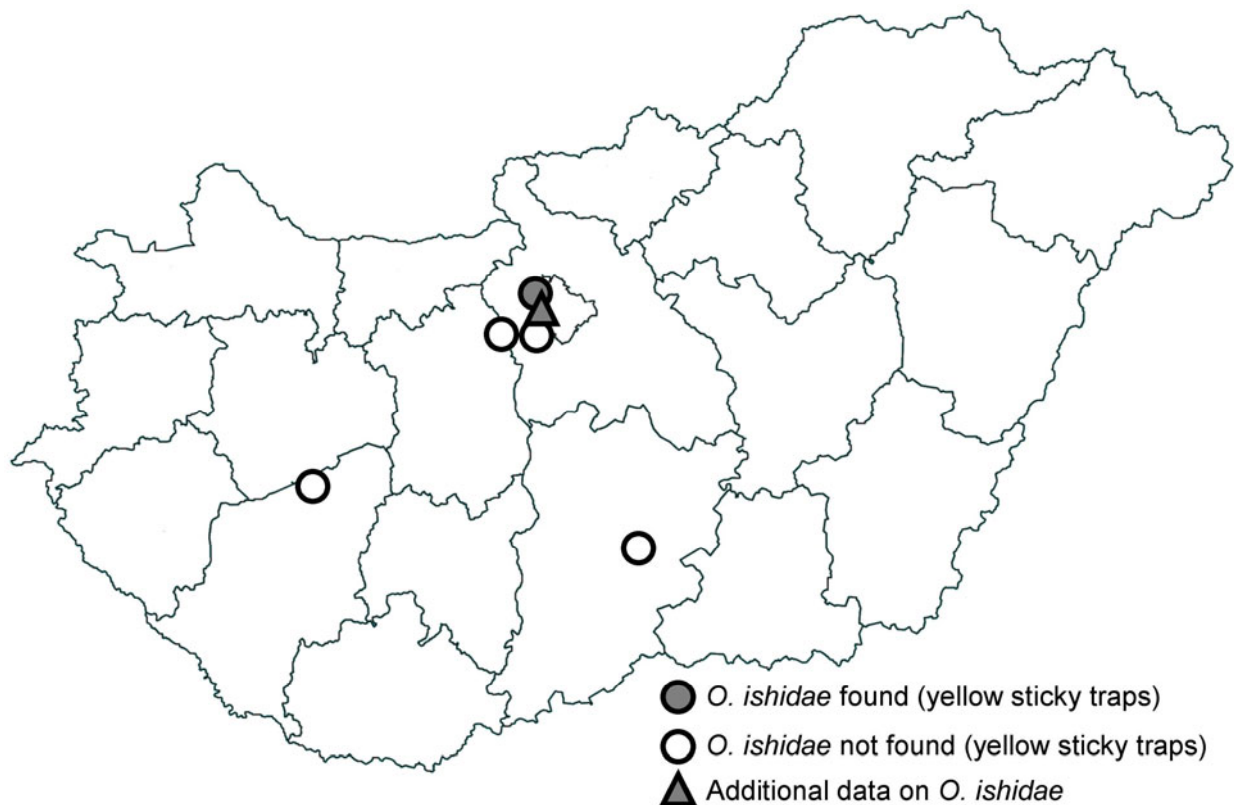 O. ishidae found (yellow sticky traps)
O. ishidae not found (yellow sticky traps)
Additional data on O. ishidae